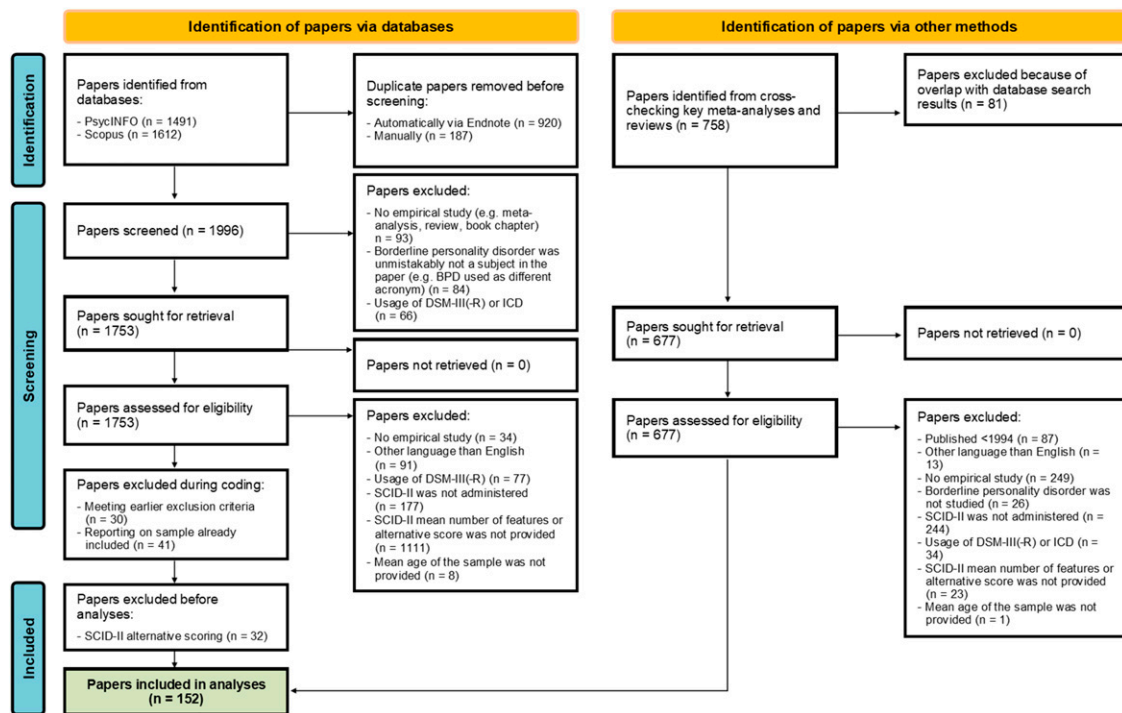 Identification of papers via databases
Identification of papers via other methods
Identification
Papers identified from
databases:
- PsycINFO (n = 1491)
- Scopus (n = 1612)
Duplicate papers removed before
screening:
- Automatically via Endnote (n = 920)
- Manually (n = 187)
Papers identified from cross-
checking key meta-analyses and
reviews (n = 758)
Papers excluded because of
overlap with database search
results (n = 81)
Screening
Papers screened (n = 1996)
Papers excluded:
- No empirical study (e.g. meta-
analysis, review, book chapter)
n = 93)
- Borderline personality disorder was
unmistakably not a subject in the
paper (e.g. BPD used as different
acronym) (n = 84)
- Usage of DSM-III(-R) or ICD
(n = 66)
Papers sought for retrieval
(n = 1753)
Papers not retrieved (n = 0)
Papers sought for retrieval
(n = 677)
Papers not retrieved (n = 0)
Papers assessed for eligibility
(n = 1753)
Papers excluded:
- No empirical study (n = 34)
- Other language than English
(n = 91)
- Usage of DSM-III(-R) (n = 77)
- SCID-II was not administered
(n = 177)
- SCID-II mean number of features or
alternative score was not provided
(n = 1111)
- Mean age of the sample was not
provided (n = 8)
Papers assessed for eligibility
(n = 677)
Papers excluded:
- Published <1994 (n = 87)
- Other language than English (n =
13)
- No empirical study (n = 249)
- Borderline personality disorder was
not studied (n = 26)
- SCID-II was not administered (n =
244)
- Usage of DSM-III(-R) or ICD (n =
34)
- SCID-II mean number of features or
alternative score was not provided
(n = 23)
- Mean age of the sample was not
provided (n = 1)
Papers excluded during coding:
- Meeting earlier exclusion criteria
(n = 30)
- Reporting on sample already
included (n = 41)
Included
Papers excluded before
analyses:
- SCID-II alternative scoring (n = 32)
Papers included in analyses
(n = 152)